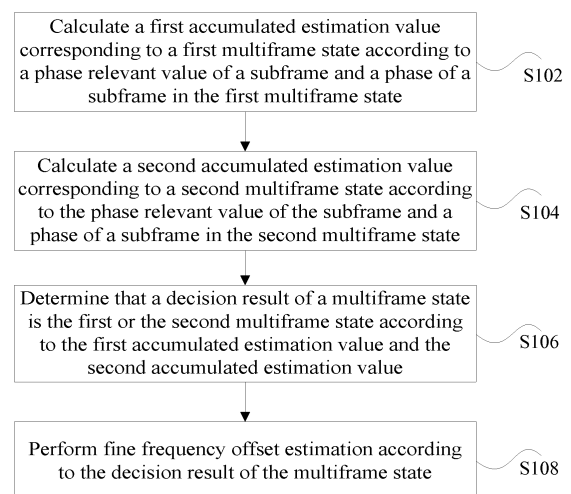 Calculate a first accumulated estimation value
corresponding to a first multiframe state according to
a phase relevant value of a subframe and a phase of a
subframe in the first multiframe state
S102
Calculate a second accumulated estimation value
corresponding to a second multiframe state according
to the phase relevant value of the subframe and a
phase of a subframe in the second multiframe state
S104
Determine that a decision result of a multiframe state
is the first or the second multiframe state according
to the first accumulated estimation value and the
second accumulated estimation value
S106
Perform fine frequency offset estimation according
to the decision result of the multiframe state
S108